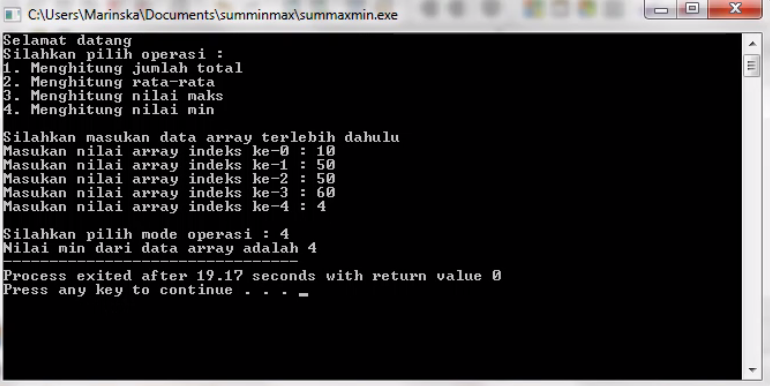 C:\Users\Marinska\Documents\summinmax\summaxmin.exe
Selamat datang
Silahkan pilih operasi :
1. Menghitung jumlah total
2. Menghitung rata-rata
3. Menghitung nilai maks
4. Menghitung nilai min
Silahkan masukan data array terlebih dahulu
Masukan nilai array indeks ke-0 : 10
Masukan nilai array indeks ke-1 : 50
Masukan nilai array indeks ke-2 : 50
Masukan nilai array indeks ke-3 : 60
Masukan nilai array indeks ke-4 : 4
Silahkan pilih mode operasi : 4
Nilai min dari data array adalah 4
--------------------------------
Process exited after 19.17 seconds with return value 0
Press any key to continue . . . _